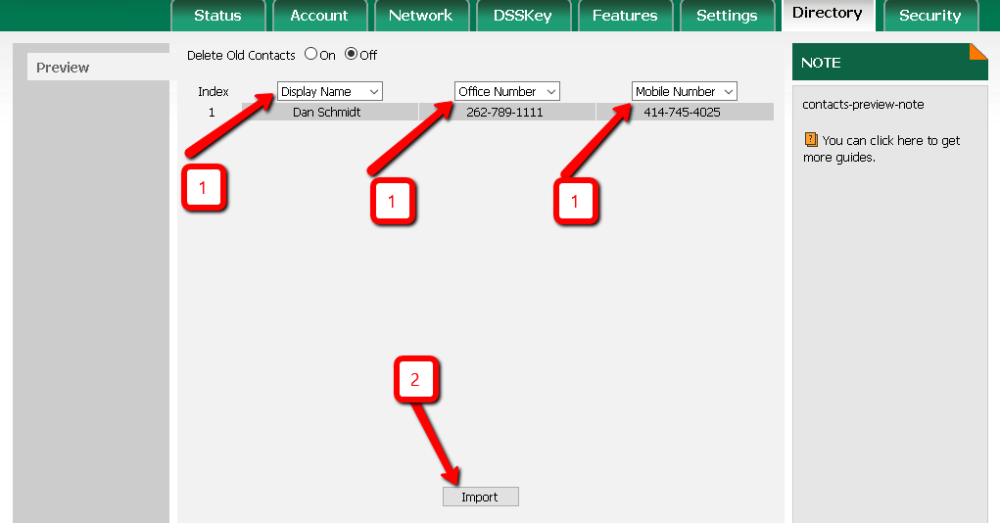 Status Account Network DSSKey Features Settings Directory Security
Preview
Delete Old Contacts On Off
Index Display Name Office Number Mobile Number
1 Dan Schmidt 262-789-1111 414-745-4025
1 1 1
2
Import
NOTE
contacts-preview-note
? You can click here to get
more guides.